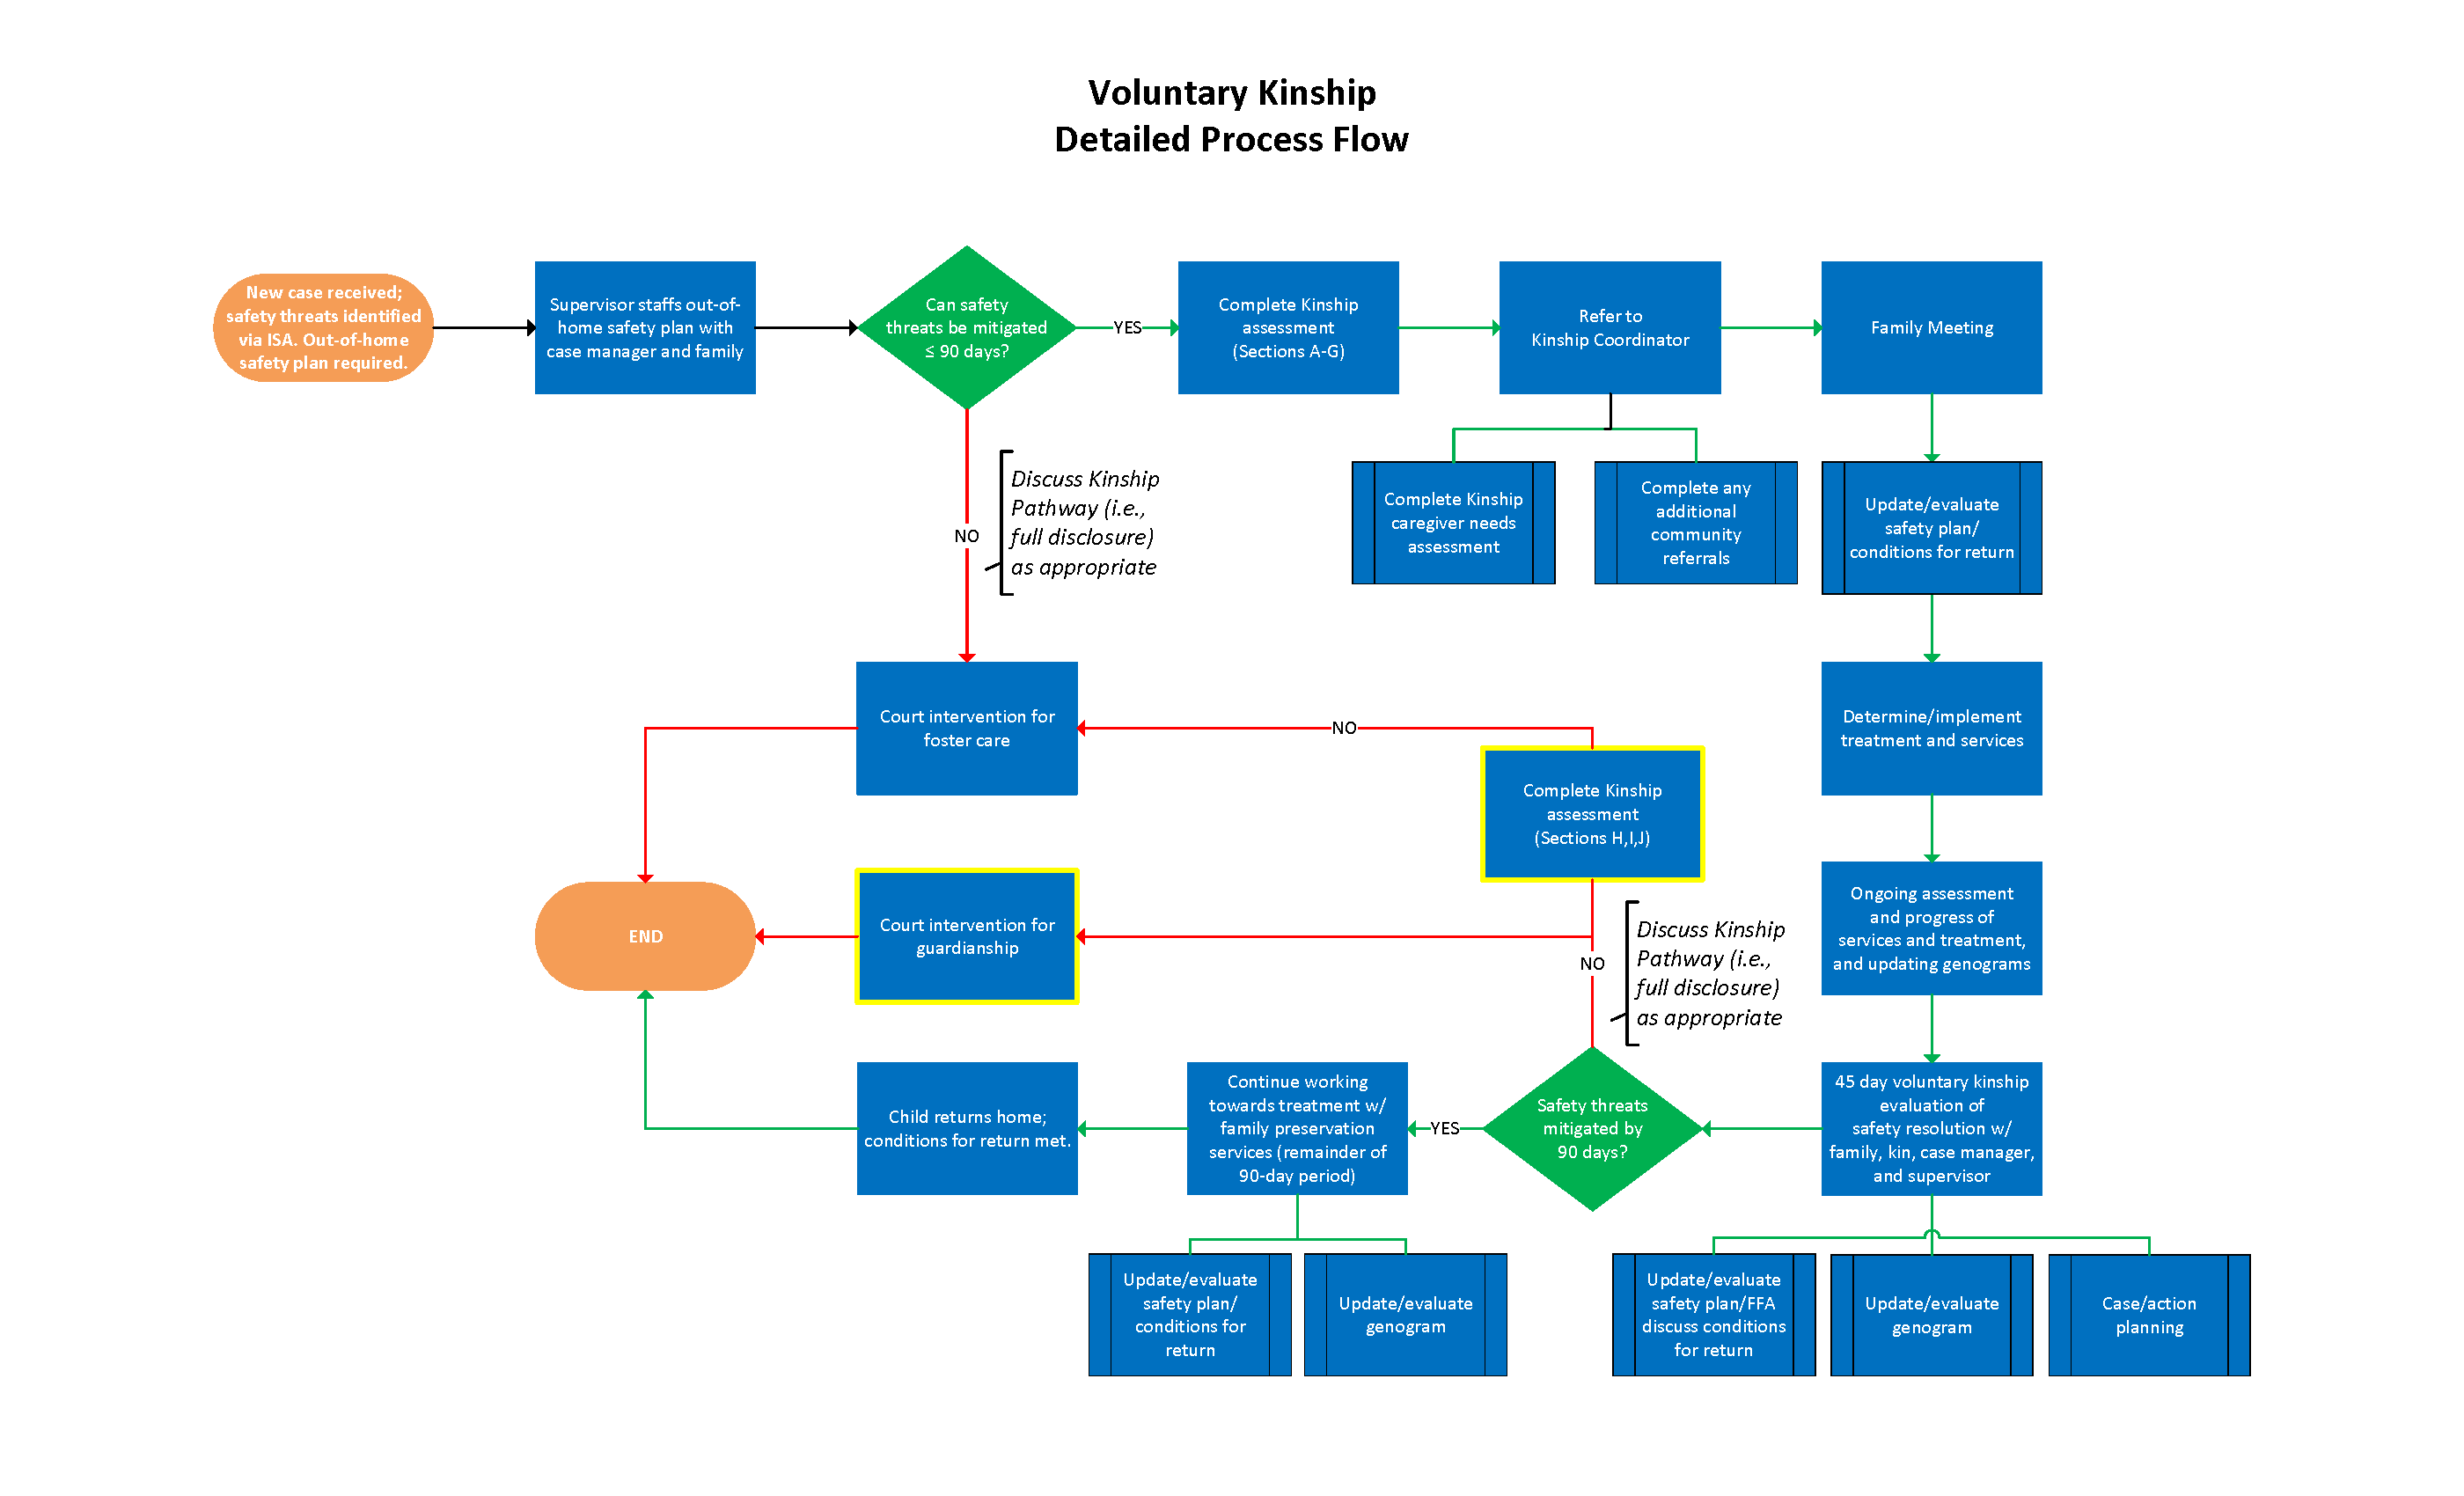 Voluntary Kinship
Detailed Process Flow
New case received;
safety threats identified
via ISA. Out-of-home
safety plan required.
Supervisor staffs out-of-
home safety plan with
case manager and family
Can safety
threats be mitigated
≤ 90 days?
YES
Complete Kinship
assessment
(Sections A-G)
Refer to
Kinship Coordinator
Family Meeting
NO
Discuss Kinship
Pathway (i.e.,
full disclosure)
as appropriate
Complete Kinship
caregiver needs
assessment
Complete any
additional
community
referrals
Update/evaluate
safety plan/
conditions for return
Court intervention for
foster care
NO
Determine/implement
treatment and services
Complete Kinship
assessment
(Sections H,I,J)
END
Court intervention for
guardianship
NO
Discuss Kinship
Pathway (i.e.,
full disclosure)
as appropriate
Ongoing assessment
and progress of
services and treatment,
and updating genograms
Child returns home;
conditions for return met.
Continue working
towards treatment w/
family preservation
services (remainder of
90-day period)
YES
Safety threats
mitigated by
90 days?
45 day voluntary kinship
evaluation of
safety resolution w/
family, kin, case manager,
and supervisor
Update/evaluate
safety plan/
conditions for
return
Update/evaluate
genogram
Update/evaluate
safety plan/FFA
discuss conditions
for return
Update/evaluate
genogram
Case/action
planning